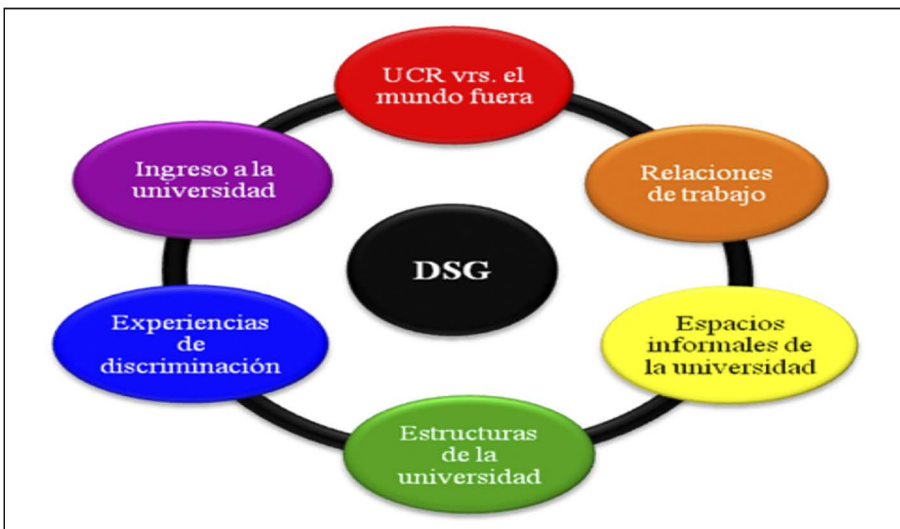 UCR vrs. el
mundo fuera
Ingreso a la
universidad
Relaciones
de trabajo
DSG
Experiencias
de
discriminación
Espacios
informales de
la universidad
Estructuras
de la
universidad